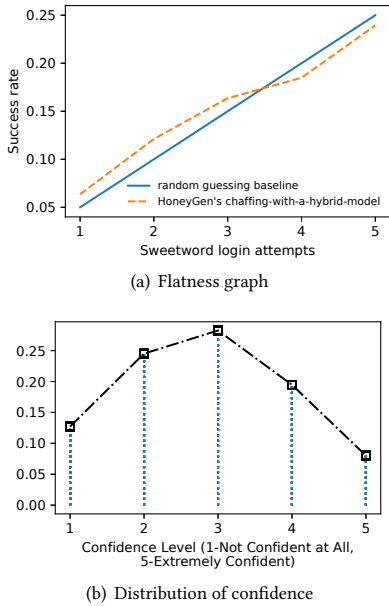 0.25
0.20
0.15
0.10
0.05
Success rate
random guessing baseline
HoneyGen's chaffing-with-a-hybrid-model
1 2 3 4 5
Sweetword login attempts
(a) Flatness graph
0.25
0.20
0.15
0.10
0.05
0.00
1 2 3 4 5
Confidence Level (1-Not Confident at All,
5-Extremely Confident)
(b) Distribution of confidence